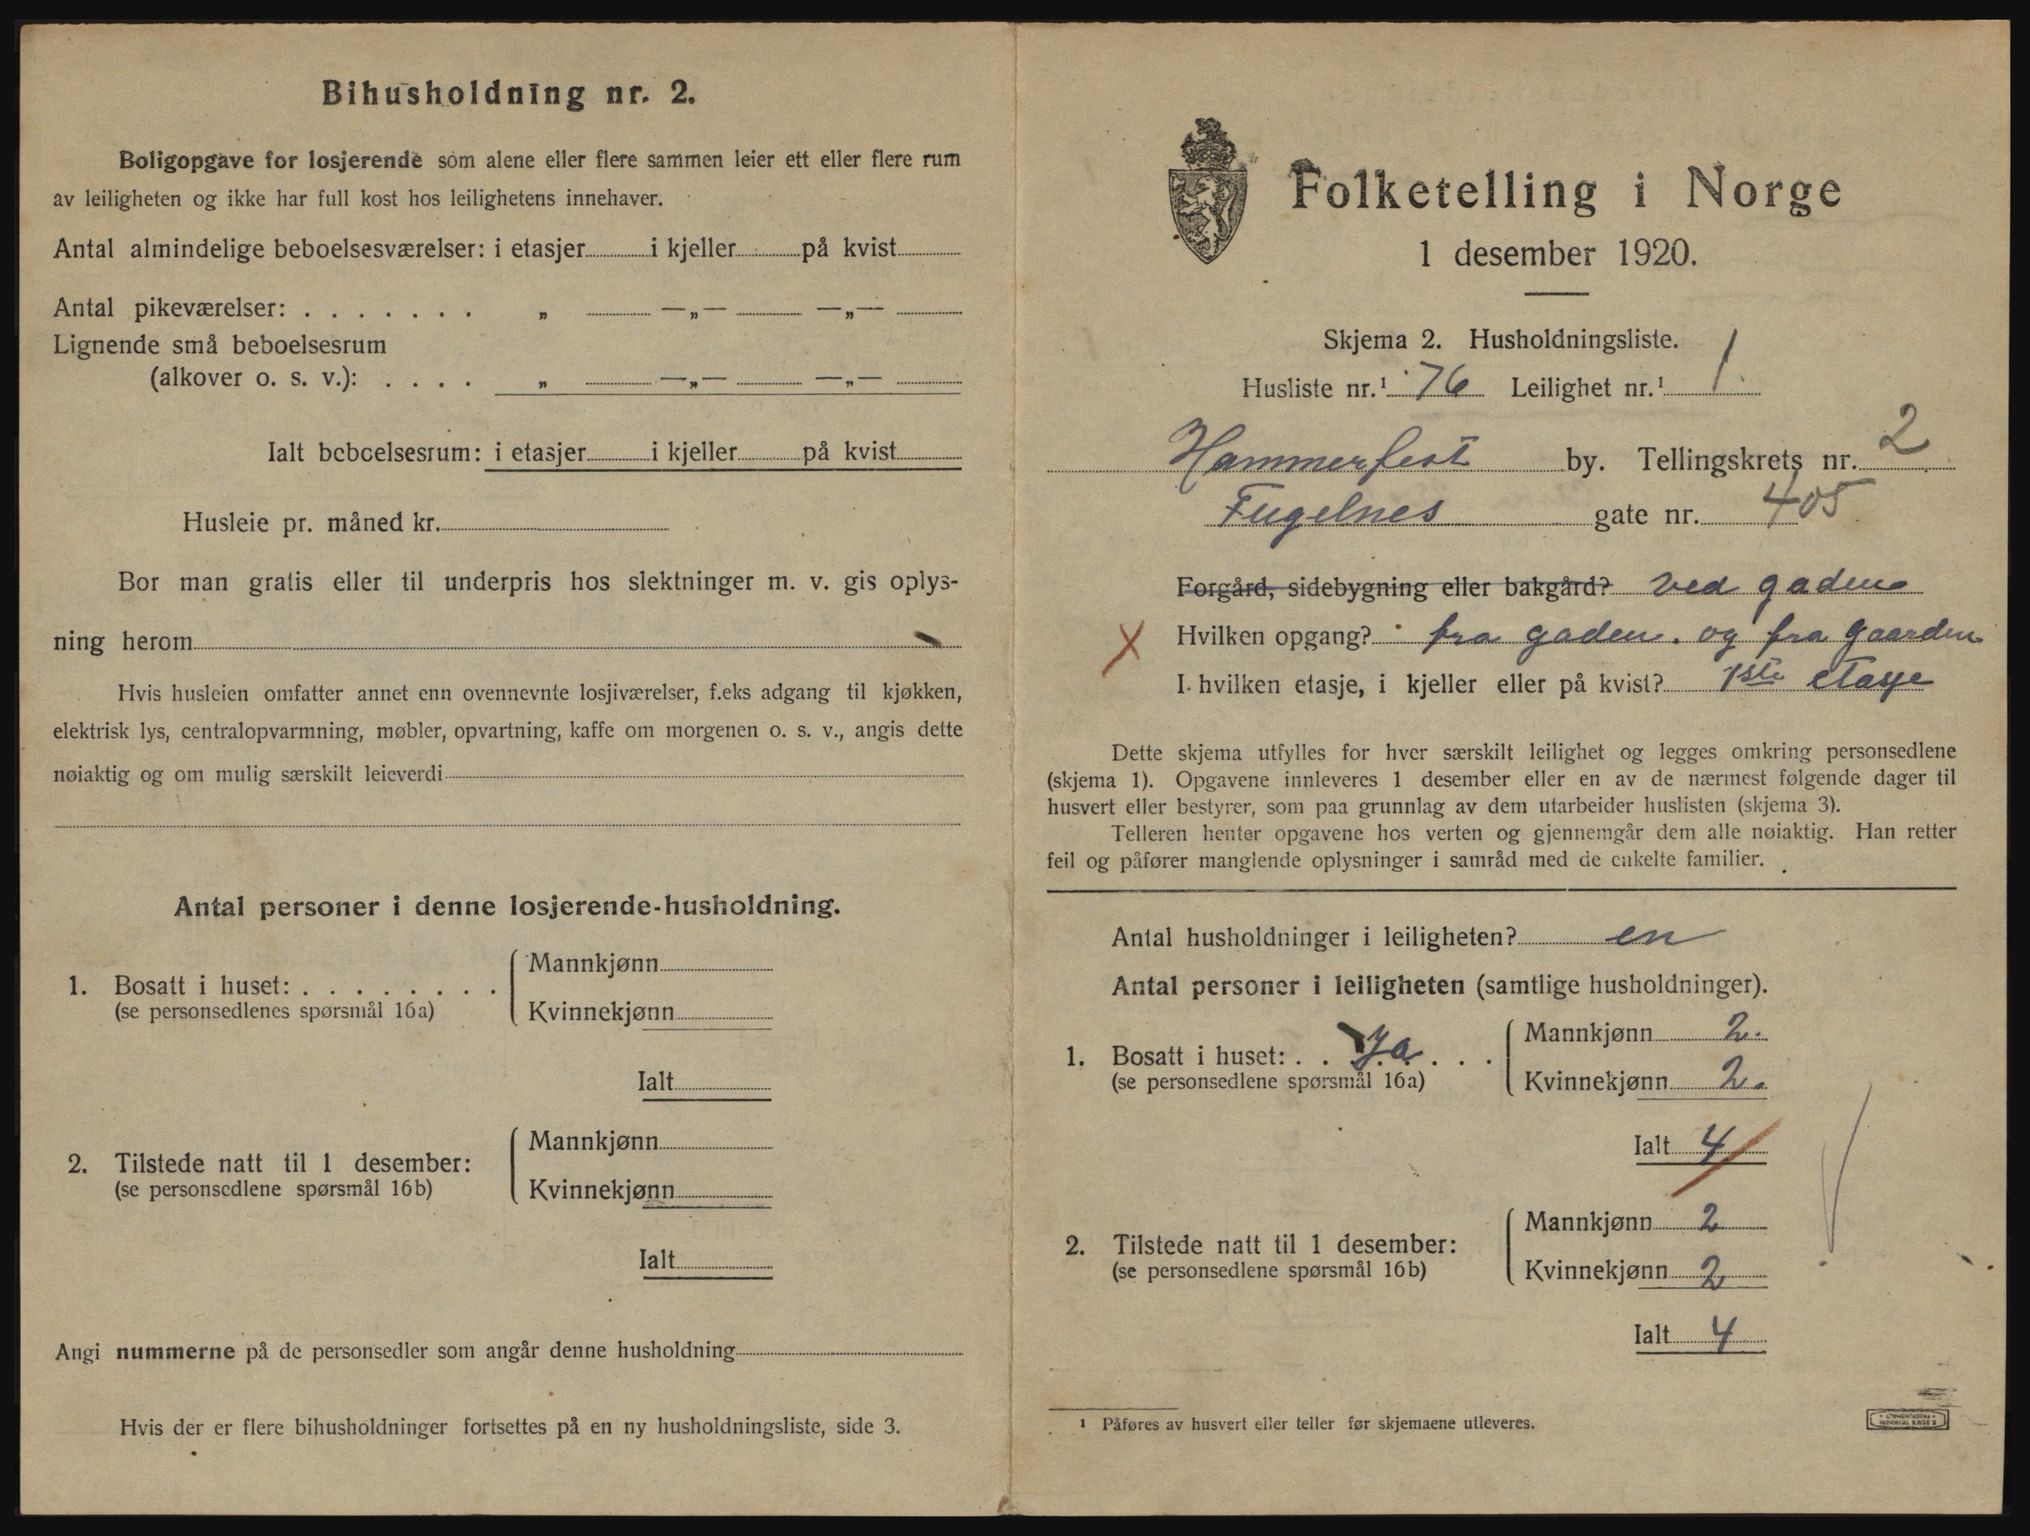 Bihusholdning nr. 2.
Boligopgave for losjerende som alene eller flere sammen leier ett eller flere rum
av leiligheten og ikke har full kost hos leilighetens innehaver.
Antal almindelige beboelsesværelser: i etasjer i kjeller på kvist
Antal pikeværelser: . . . . . . . „ —„— —„—
Lignende små beboelsesrum
(alkover o. s. v.): . . . . „ —„— —„—
Ialt beboelsesrum: i etasjer i kjeller på kvist
Husleie pr. måned kr.
Bor man gratis eller til underpris hos slektninger m. v. gis oplys-
ning herom
Hvis husleien omfatter annet enn ovennevnte losjiværelser, f.eks adgang til kjøkken,
elektrisk lys, centralopvarmning, møbler, opvartning, kaffe om morgenen o. s. v., angis dette
nøiaktig og om mulig særskilt leieverdi
Antal personer i denne losjerende-husholdning.
1. Bosatt i huset: . . . . . . . .
(se personsedlenes spørsmål 16a)
Mannkjønn
Kvinnekjønn
Ialt
2. Tilstede natt til 1 desember:
(se personsedlene spørsmål 16b)
Mannkjønn
Kvinnekjønn
Ialt
Angi nummerne på de personsedler som angår denne husholdning
Hvis der er flere bihusholdninger fortsettes på en ny husholdningsliste, side 3.
Folketelling i Norge
1 desember 1920.
Skjema 2. Husholdningsliste.
Husliste nr.¹ 76 Leilighet nr.¹ 1
Hammerfest by. Tellingskrets nr. 2
Fugelnes gate nr. 405
Forgård, sidebygning eller bakgård? ved gaden
Hvilken opgang? fra gaden. og fra gaarden
I hvilken etasje, i kjeller eller på kvist? 1ste etasje
Dette skjema utfylles for hver særskilt leilighet og legges omkring personsedlene
(skjema 1). Opgavene innleveres 1 desember eller en av de nærmest følgende dager til
husvert eller bestyrer, som paa grunnlag av dem utarbeider huslisten (skjema 3).
Telleren henter opgavene hos verten og gjennemgår dem alle nøiaktig. Han retter
feil og påfører manglende oplysninger i samråd med de enkelte familier.
Antal husholdninger i leiligheten? en
Antal personer i leiligheten (samtlige husholdninger).
1. Bosatt i huset: . . Ja . . .
(se personsedlene spørsmål 16a)
Mannkjønn 2.
Kvinnekjønn 2.
Ialt 4
2. Tilstede natt til 1 desember:
(se personsedlene spørsmål 16b)
Mannkjønn 2
Kvinnekjønn 2
Ialt 4
¹ Påføres av husvert eller teller før skjemaene utleveres.